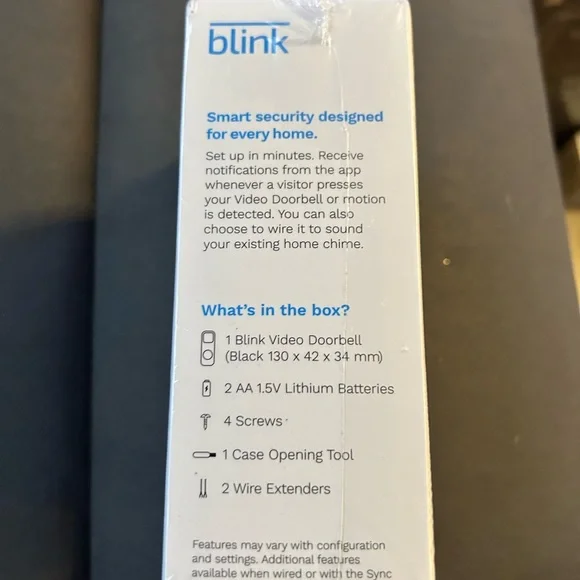 blink
Smart security designed
for every home.
Set up in minutes. Receive
notifications from the app
whenever a visitor presses
your Video Doorbell or motion
is detected. You can also
choose to wire it to sound
your existing home chime.
What's in the box?
1 Blink Video Doorbell
(Black 130 x 42 x 34 mm)
2 AA 1.5V Lithium Batteries
4 Screws
1 Case Opening Tool
2 Wire Extenders
Features may vary with configuration
and settings. Additional features
available when wired or with the Sync